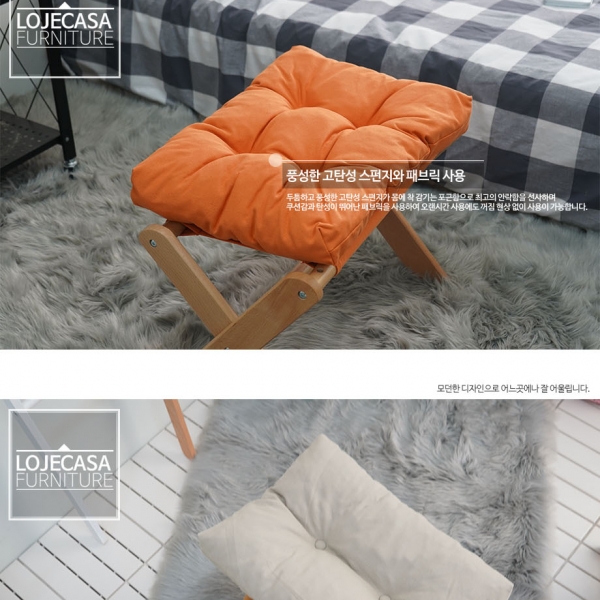 LOJECASA
FURNITURE
풍성한 고탄성 스펀지와 패브릭 사용
두툼하고 풍성한 고탄성 스펀지가 몸에 착 감기는 포근함으로 최고의 안락함을 선사하며
쿠션감과 탄성이 뛰어난 패브릭을 사용하여 오랜시간 사용에도 꺼짐 현상 없이 사용이 가능합니다.
모던한 디자인으로 어느곳에나 잘 어울립니다.
LOJECASA
FURNITURE